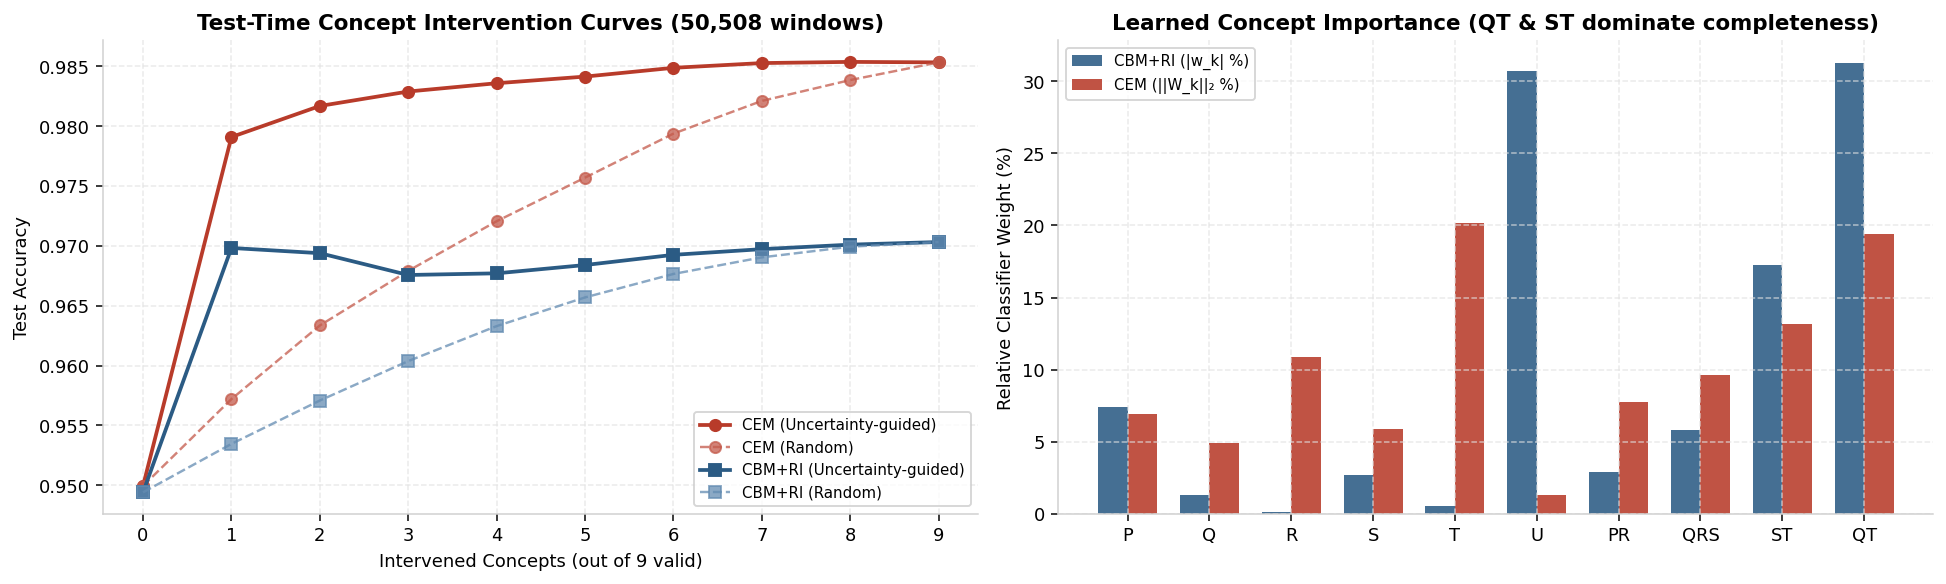 Test-Time Concept Intervention Curves (50,508 windows)
Test Accuracy
0.985
0.980
0.975
0.970
0.965
0.960
0.955
0.950
CEM (Uncertainty-guided)
CEM (Random)
CBM+RI (Uncertainty-guided)
CBM+RI (Random)
0 1 2 3 4 5 6 7 8 9
Intervened Concepts (out of 9 valid)
Learned Concept Importance (QT & ST dominate completeness)
Relative Classifier Weight (%)
CBM+RI (|w_k| %)
CEM (||W_k||₂ %)
30
25
20
15
10
5
0
P Q R S T U PR QRS ST QT